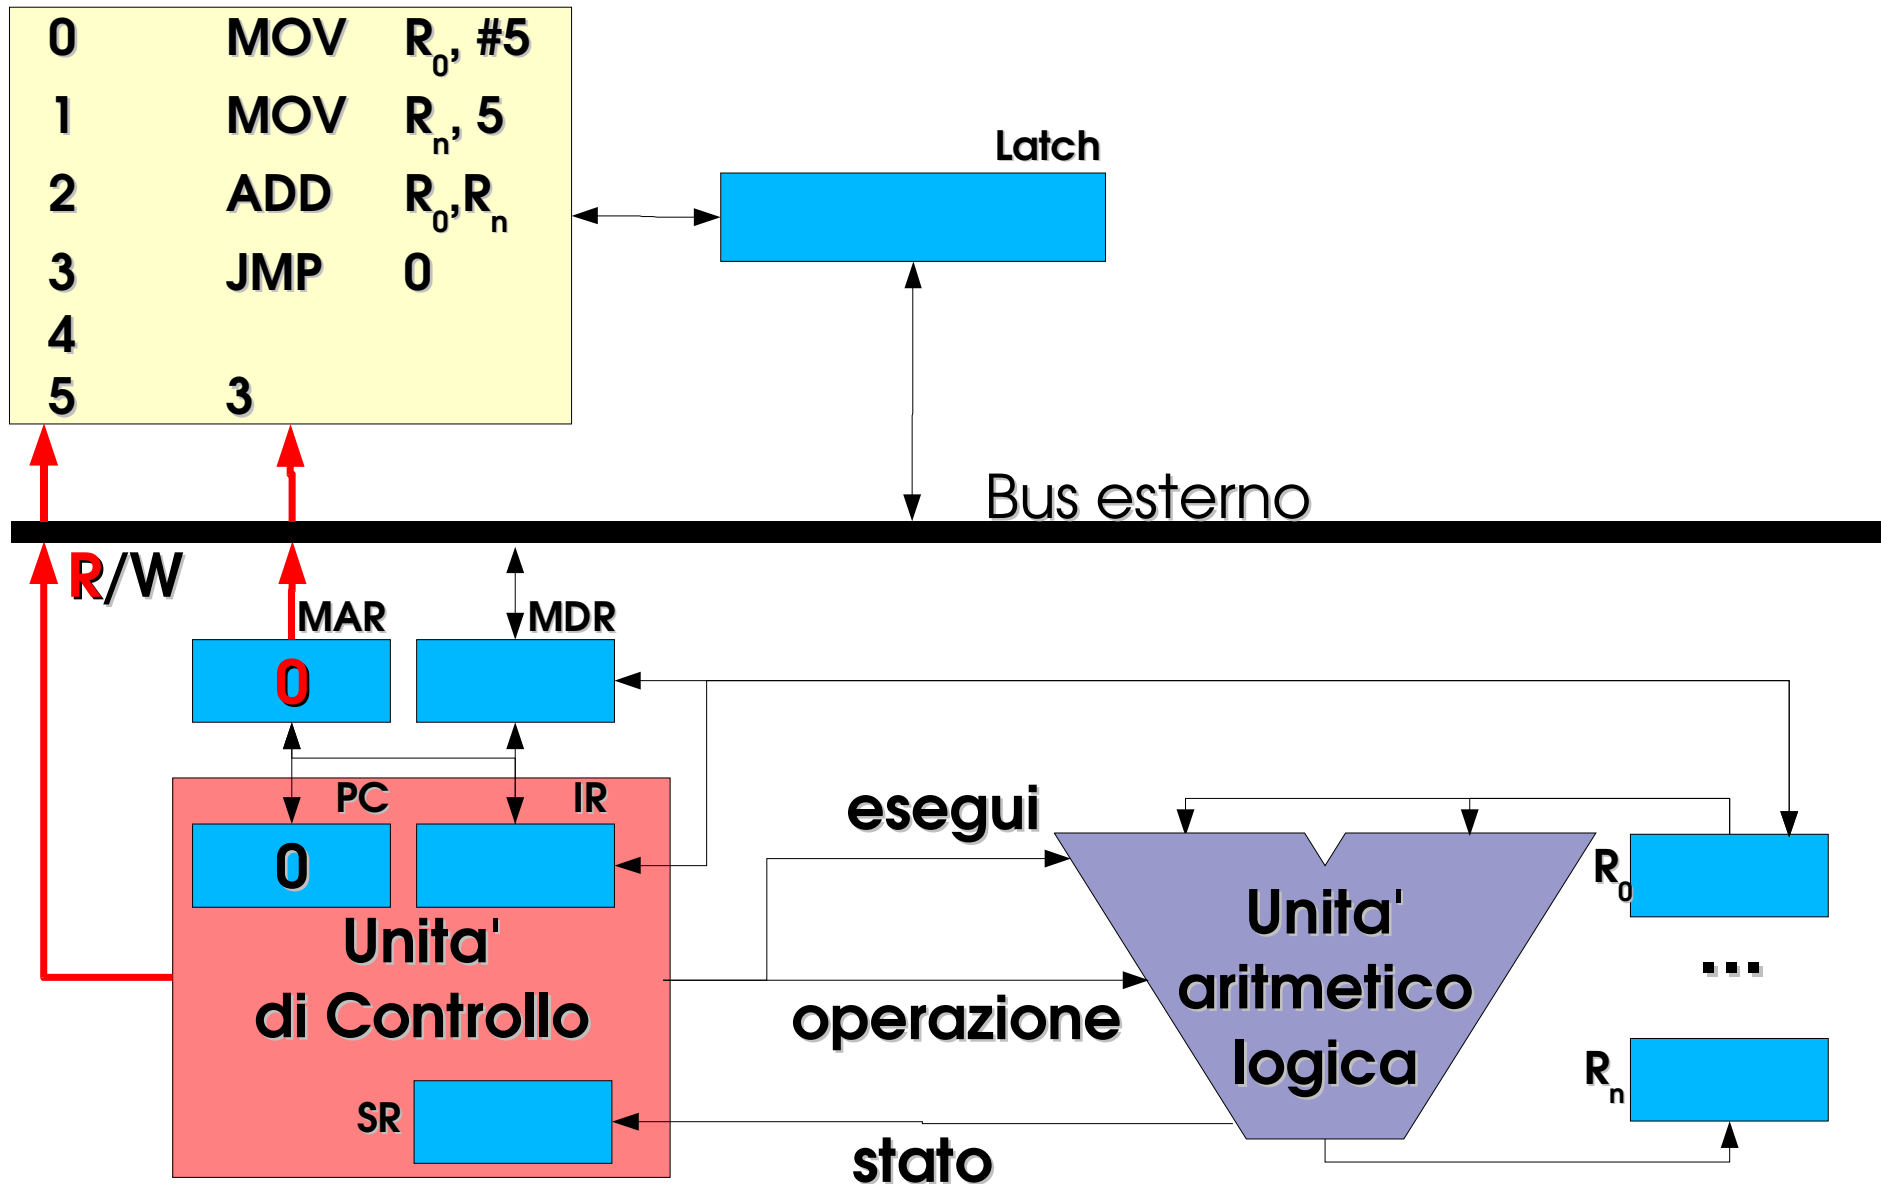 0 MOV R0, #5
1 MOV Rn, 5
2 ADD R0,Rn
3 JMP 0
4
5 3
Latch
Bus esterno
R/W
MAR MDR
0
PC IR
0
esegui
Unita'
di Controllo
operazione
Unita'
aritmetico
logica
R0
...
Rn
SR
stato